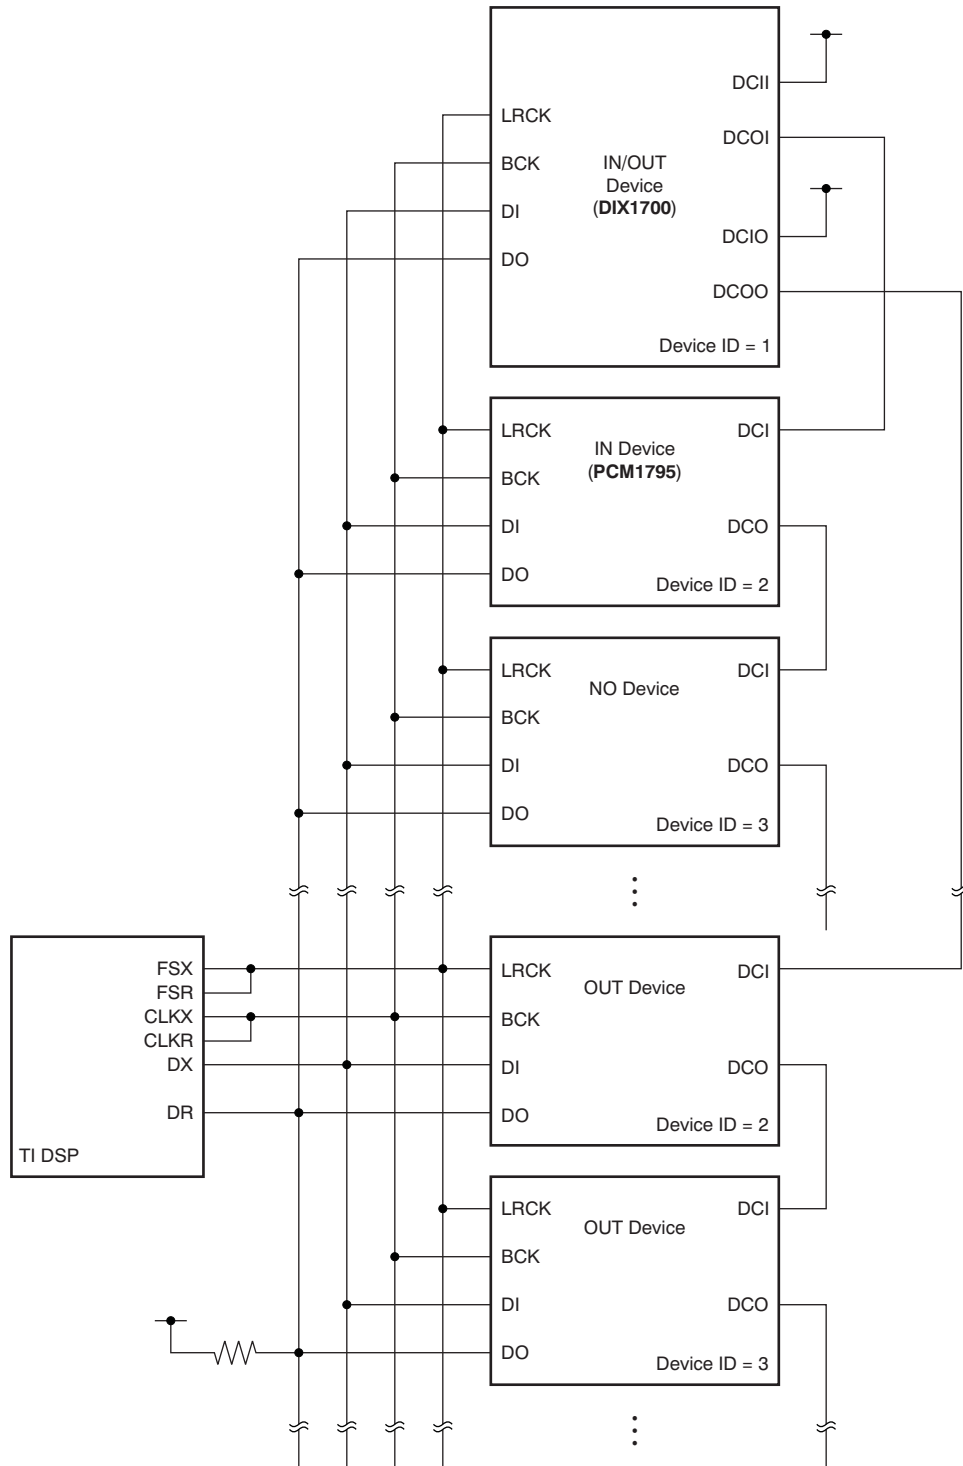 DCII
LRCK
DCOI
BCK
IN/OUT
Device
(DIX1700)
DI
DCIO
DO
DCOO
Device ID = 1
LRCK
DCI
IN Device
(PCM1795)
BCK
DI
DCO
DO
Device ID = 2
LRCK
DCI
NO Device
BCK
DI
DCO
DO
Device ID = 3
FSX
FSR
CLKX
CLKR
DX
DR
TI DSP
LRCK
DCI
OUT Device
BCK
DI
DCO
DO
Device ID = 2
LRCK
DCI
OUT Device
BCK
DI
DCO
DO
Device ID = 3